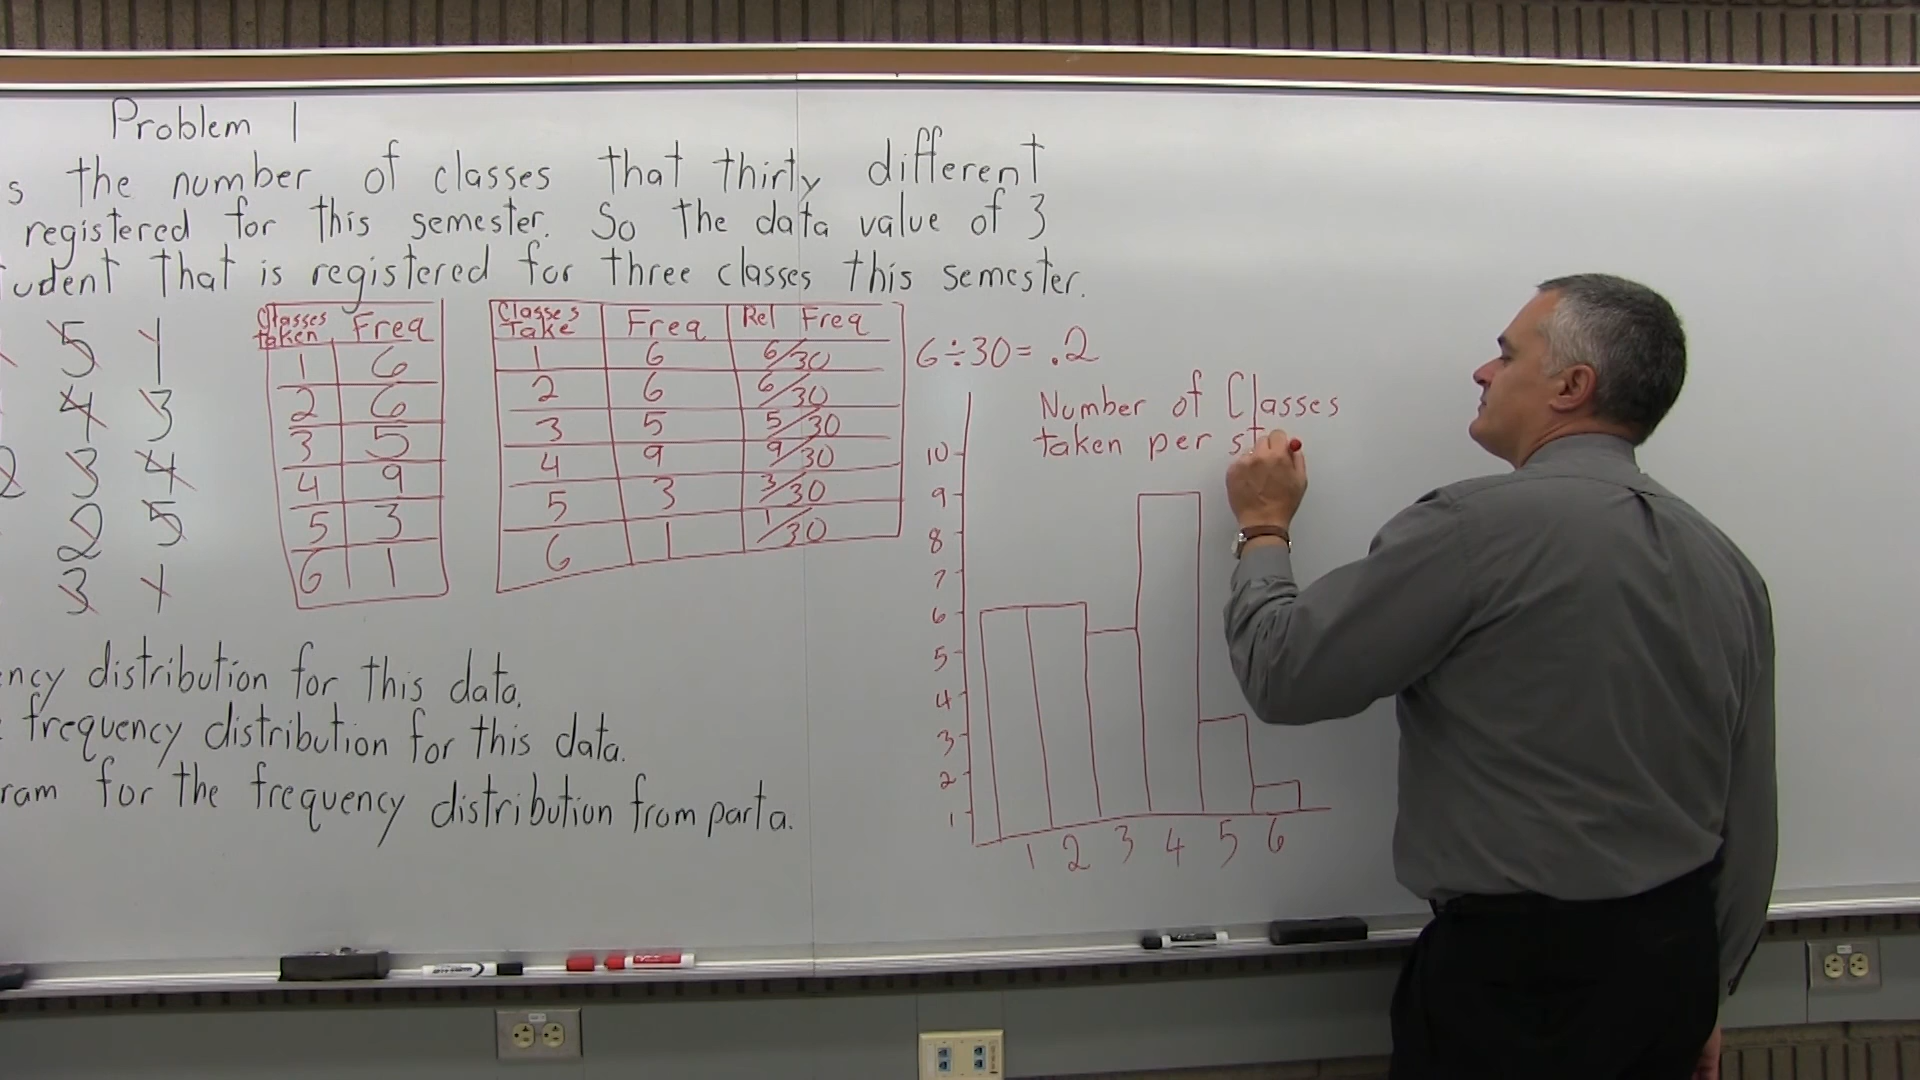 Problem 1
s the number of classes that thirty different
registered for this semester. So the data value of 3
udent that is registered for three classes this semester.
5 1
4 3
2 3 4
2 5
3 1
Classes taken Freq
1 6
2 6
3 5
4 9
5 3
6 1
Classes Take Freq Rel Freq
1 6 6/30
2 6 6/30
3 5 5/30
4 9 9/30
5 3 3/30
6 1 1/30
6÷30= .2
Number of Classes
taken per st
10
9
8
7
6
5
4
3
2
1
1 2 3 4 5 6
ency distribution for this data.
frequency distribution for this data.
ram for the frequency distribution from part a.